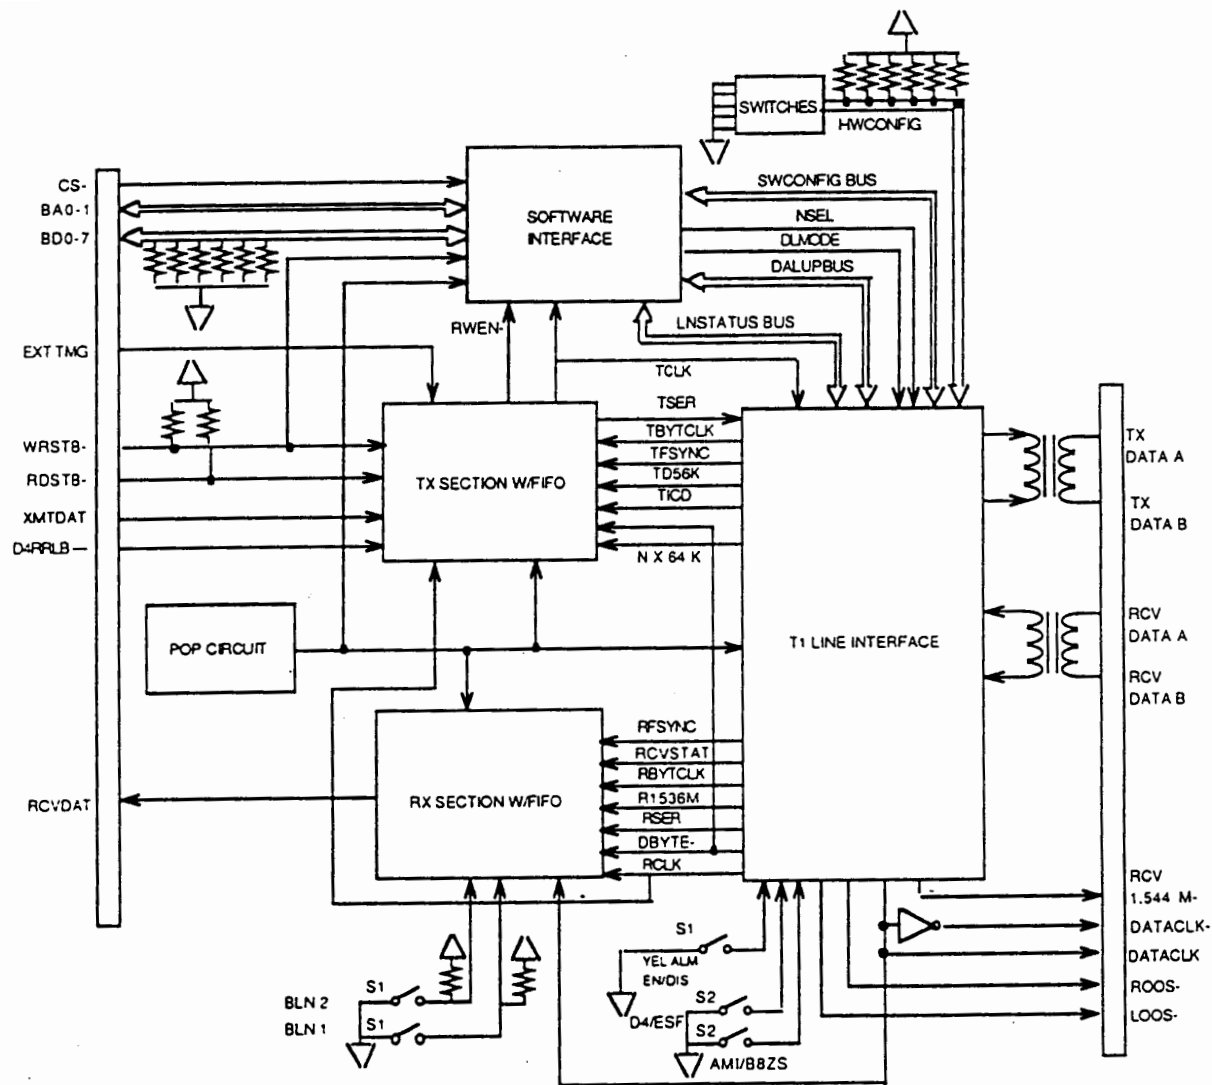 SWITCHES
HWCONFIG
CS-
BA0-1
BD0-7
SOFTWARE
INTERFACE
SWCONFIG BUS
NSEL
DLMODE
DALUPBUS
LNSTATUS BUS
RWEN-
TCLK
EXT TMG
WRSTB-
RDSTB-
XMTDAT
D4RRLB —
TX SECTION W/FIFO
TSER
TBYTCLK
TFSYNC
TD56K
TICD
N X 64 K
TX
DATA A
TX
DATA B
POP CIRCUIT
T1 LINE INTERFACE
RCV
DATA A
RCV
DATA B
RCVDAT
RX SECTION W/FIFO
RFSYNC
RCVSTAT
RBYTCLK
R1536M
RSER
DBYTE-
RCLK
RCV
1.544 M-
DATACLK-
DATACLK
ROOS-
LOOS-
S1
YEL ALM
EN/DIS
BLN 2
S1
BLN 1
S1
S2
D4/ESF
S2
AMI/B8ZS